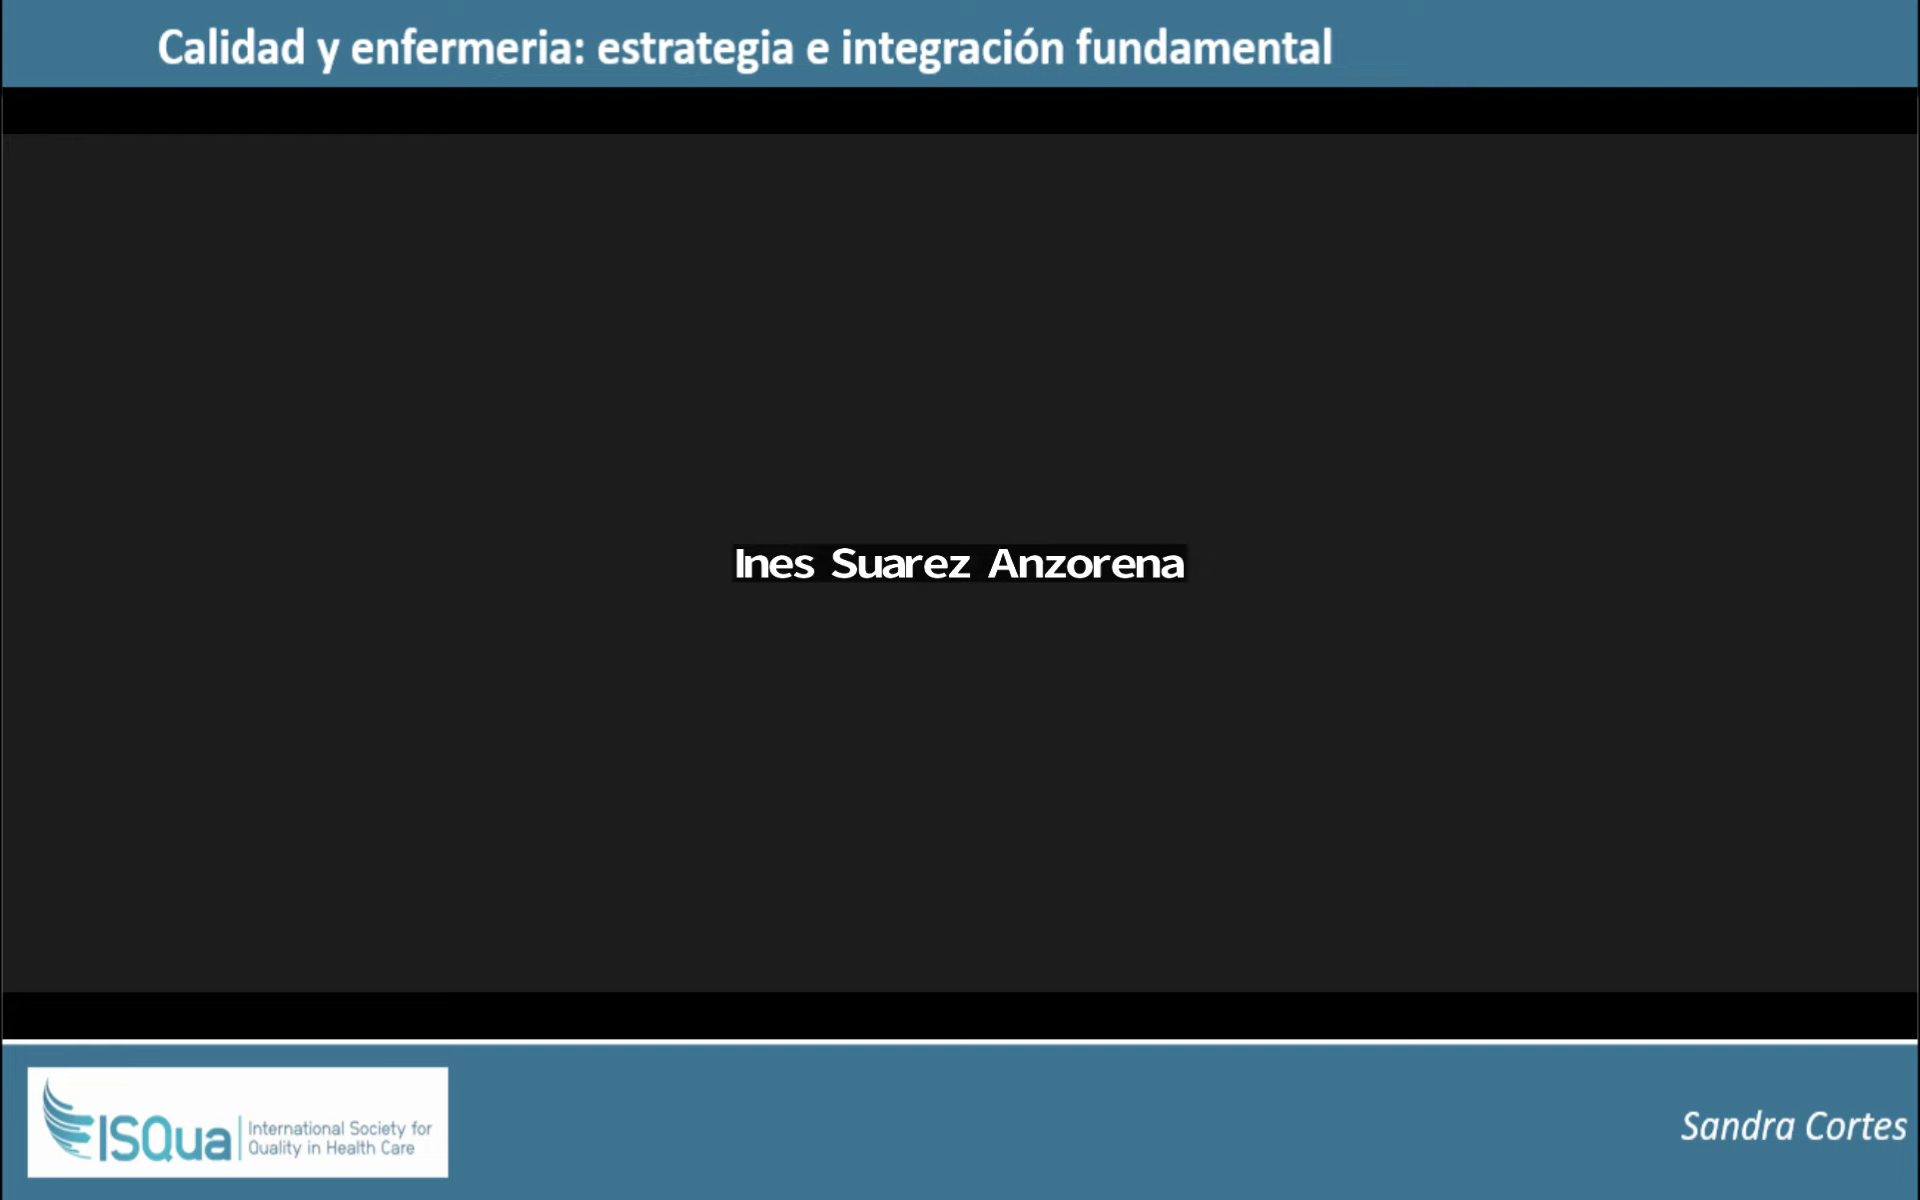 Calidad y enfermeria: estrategia e integración fundamental
Ines Suarez Anzorena
ISQua
International Society for
Quality in Health Care
Sandra Cortes